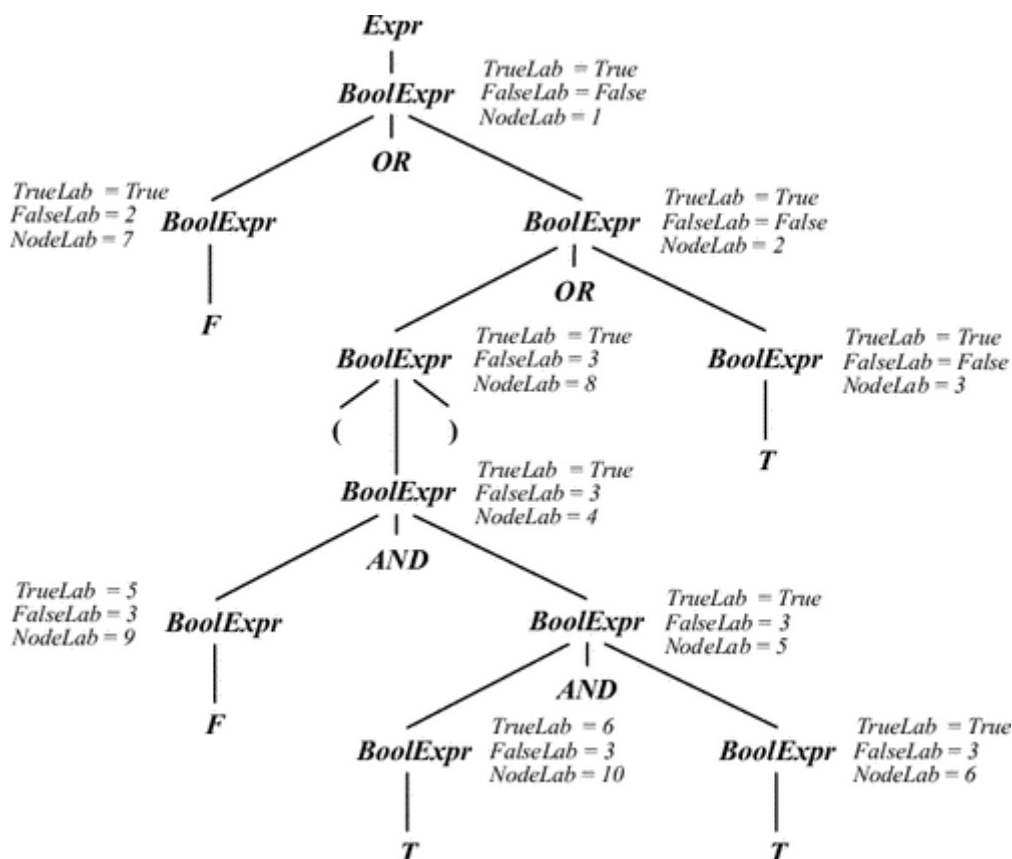 Expr
BoolExpr
TrueLab = True
FalseLab = False
NodeLab = 1
OR
TrueLab = True
FalseLab = 2
NodeLab = 7
BoolExpr
BoolExpr
TrueLab = True
FalseLab = False
NodeLab = 2
F
OR
BoolExpr
TrueLab = True
FalseLab = 3
NodeLab = 8
BoolExpr
TrueLab = True
FalseLab = False
NodeLab = 3
( )
T
BoolExpr
TrueLab = True
FalseLab = 3
NodeLab = 4
AND
TrueLab = 5
FalseLab = 3
NodeLab = 9
BoolExpr
BoolExpr
TrueLab = True
FalseLab = 3
NodeLab = 5
F
AND
BoolExpr
TrueLab = 6
FalseLab = 3
NodeLab = 10
BoolExpr
TrueLab = True
FalseLab = 3
NodeLab = 6
T
T